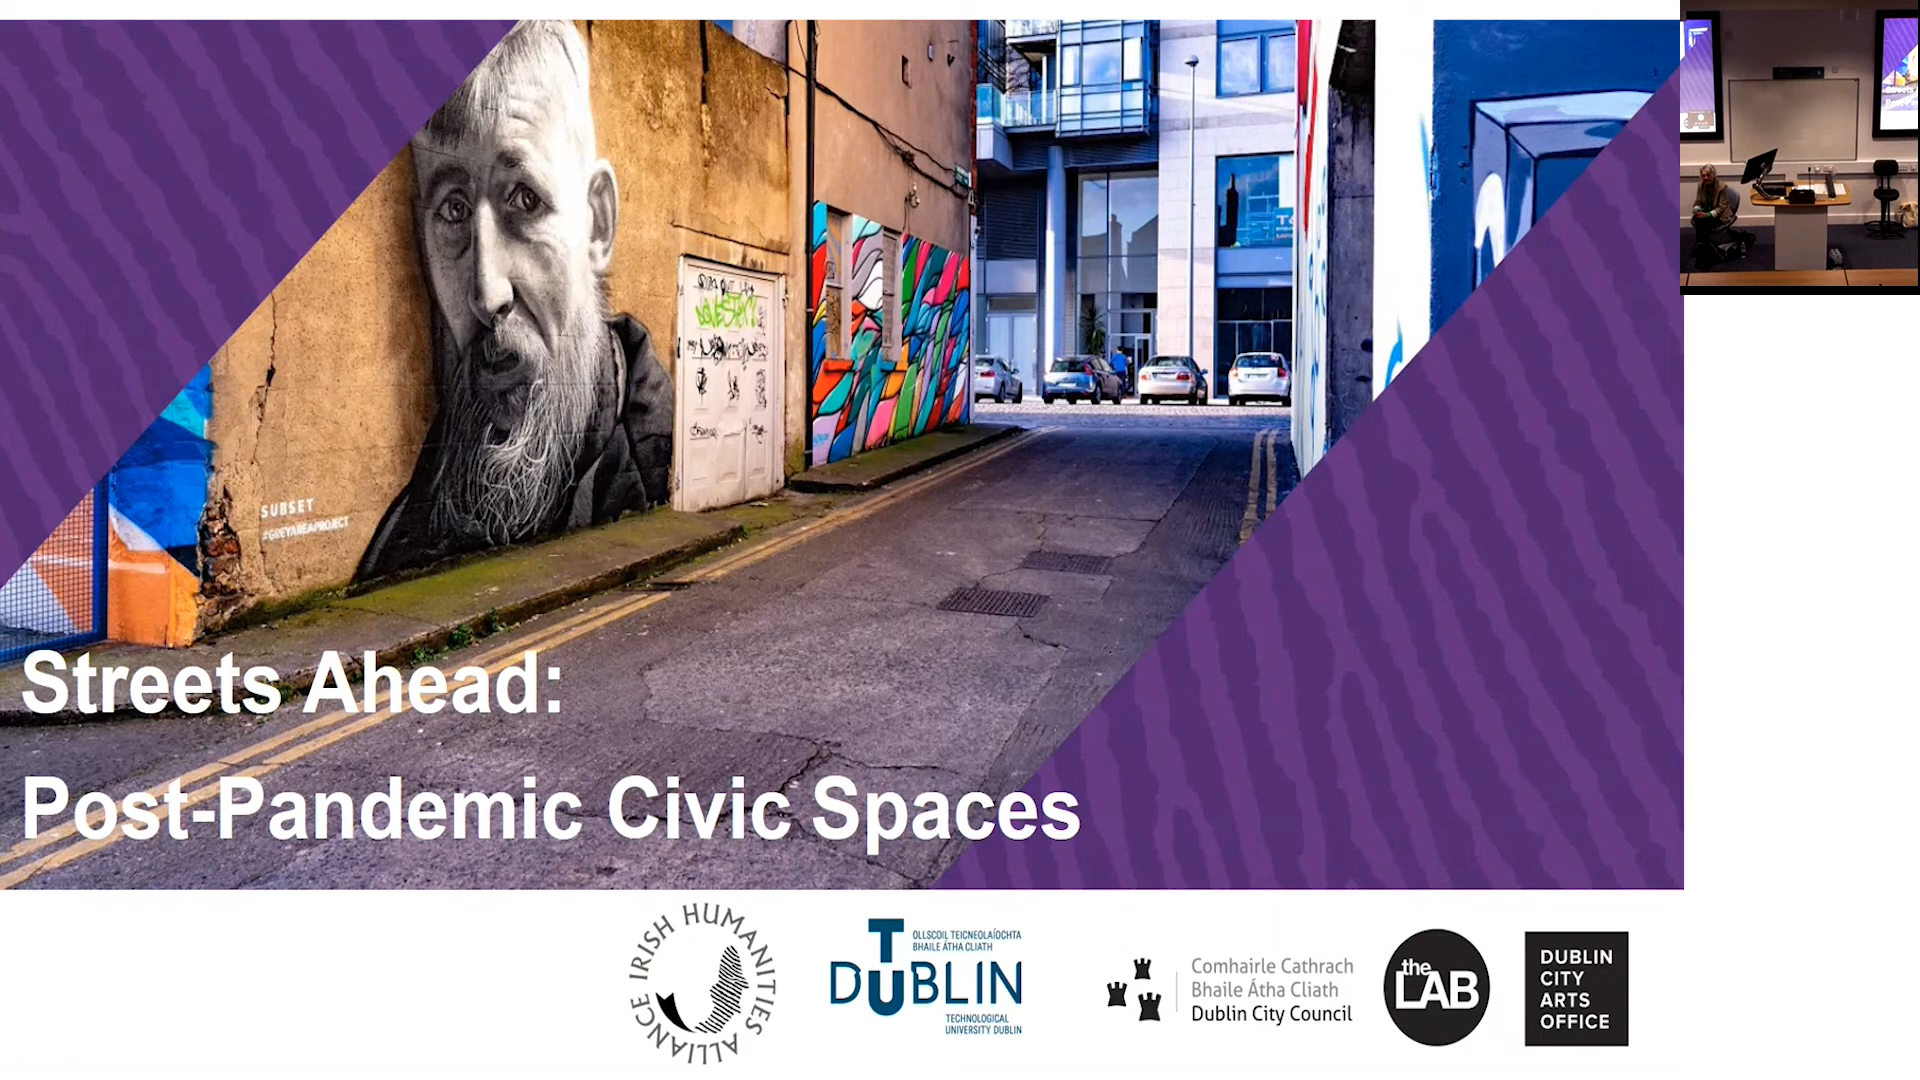 SUBSET
#GREYAREAPROJECT
LOVESTRY?
Streets Ahead:
Post-Pandemic Civic Spaces
IRISH HUMANITIES ALLIANCE
OLLSCOIL TEICNEOLAÍOCHTA
BHAILE ÁTHA CLIATH
TU DUBLIN
TECHNOLOGICAL
UNIVERSITY DUBLIN
Comhairle Cathrach
Bhaile Átha Cliath
Dublin City Council
the
LAB
DUBLIN
CITY
ARTS
OFFICE